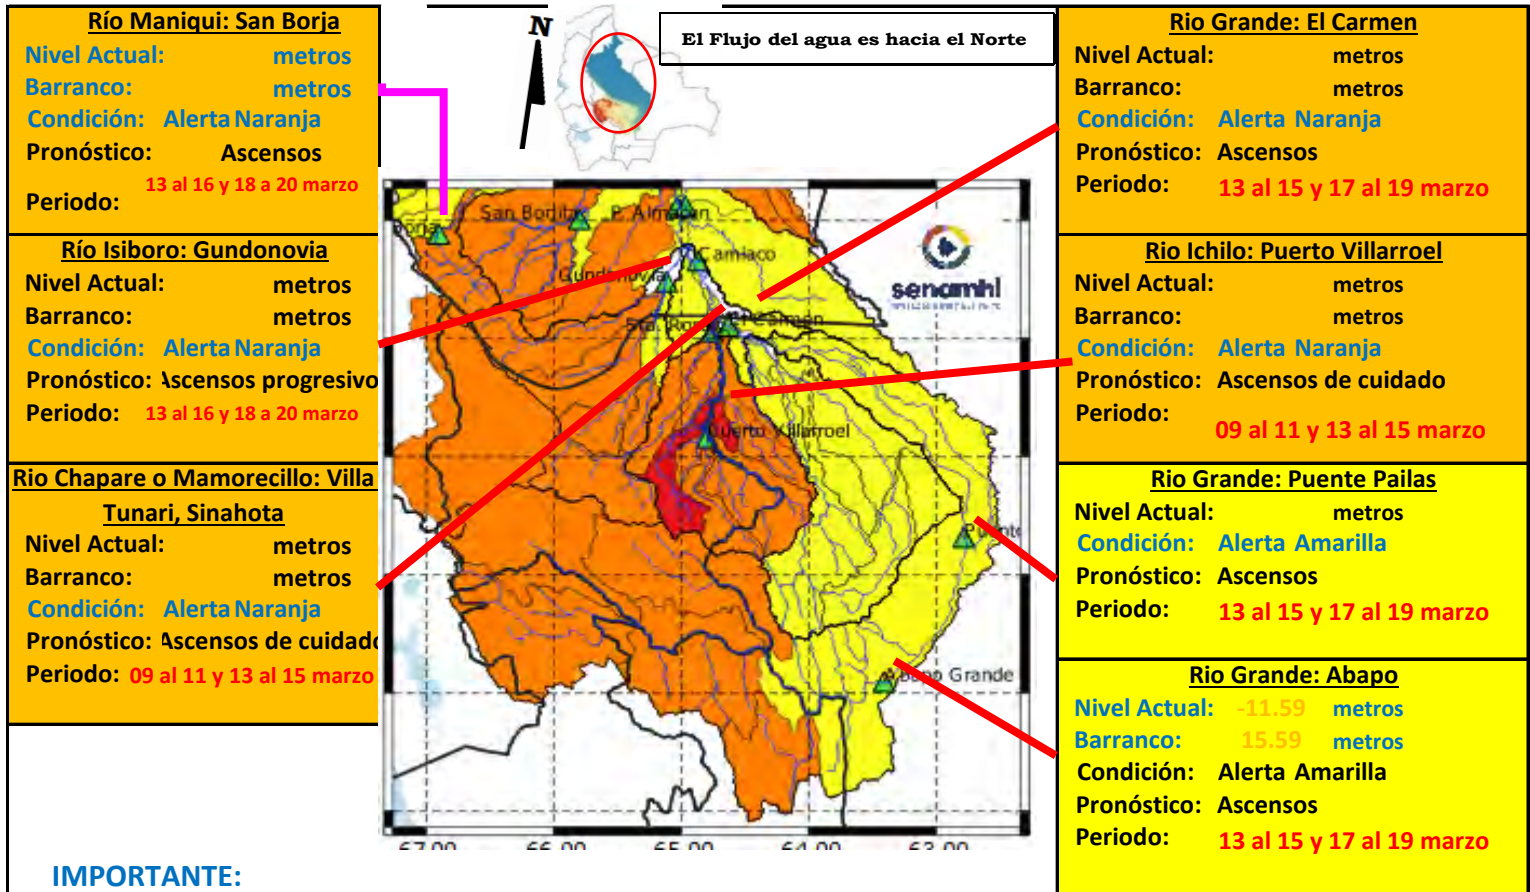 Río Maniqui: San Borja
Nivel Actual: metros
Barranco: metros
Condición: Alerta Naranja
Pronóstico: Ascensos
Periodo: 13 al 16 y 18 a 20 marzo
Río Isiboro: Gundonovia
Nivel Actual: metros
Barranco: metros
Condición: Alerta Naranja
Pronóstico: Ascensos progresivo
Periodo: 13 al 16 y 18 a 20 marzo
Rio Chapare o Mamorecillo: Villa
Tunari, Sinahota
Nivel Actual: metros
Barranco: metros
Condición: Alerta Naranja
Pronóstico: Ascensos de cuidado
Periodo: 09 al 11 y 13 al 15 marzo
IMPORTANTE:
N
El Flujo del agua es hacia el Norte
San Borjita
P. Almacen
Borja
Camiaco
Gundonovia
senamhi
Sta. Rosa
El Carmen
Puerto Villarroel
Puente
Abapo Grande
67.00 66.00 65.00 64.00 63.00
Rio Grande: El Carmen
Nivel Actual: metros
Barranco: metros
Condición: Alerta Naranja
Pronóstico: Ascensos
Periodo: 13 al 15 y 17 al 19 marzo
Rio Ichilo: Puerto Villarroel
Nivel Actual: metros
Barranco: metros
Condición: Alerta Naranja
Pronóstico: Ascensos de cuidado
Periodo:
09 al 11 y 13 al 15 marzo
Rio Grande: Puente Pailas
Nivel Actual: metros
Condición: Alerta Amarilla
Pronóstico: Ascensos
Periodo: 13 al 15 y 17 al 19 marzo
Rio Grande: Abapo
Nivel Actual: -11.59 metros
Barranco: 15.59 metros
Condición: Alerta Amarilla
Pronóstico: Ascensos
Periodo: 13 al 15 y 17 al 19 marzo